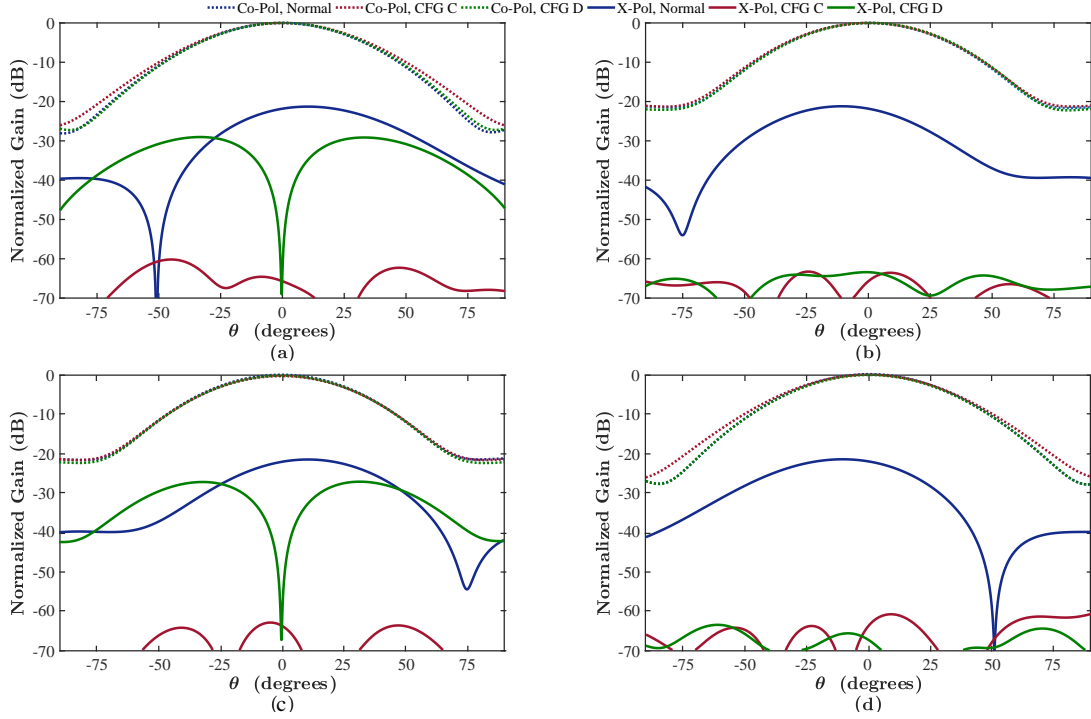 Co-Pol, Normal Co-Pol, CFG C Co-Pol, CFG D X-Pol, Normal X-Pol, CFG C X-Pol, CFG D
0
-10
-20
-30
-40
-50
-60
-70
Normalized Gain (dB)
-75 -50 -25 0 25 50 75
θ (degrees)
(a)
0
-10
-20
-30
-40
-50
-60
-70
Normalized Gain (dB)
-75 -50 -25 0 25 50 75
θ (degrees)
(b)
0
-10
-20
-30
-40
-50
-60
-70
Normalized Gain (dB)
-75 -50 -25 0 25 50 75
θ (degrees)
(c)
0
-10
-20
-30
-40
-50
-60
-70
Normalized Gain (dB)
-75 -50 -25 0 25 50 75
θ (degrees)
(d)